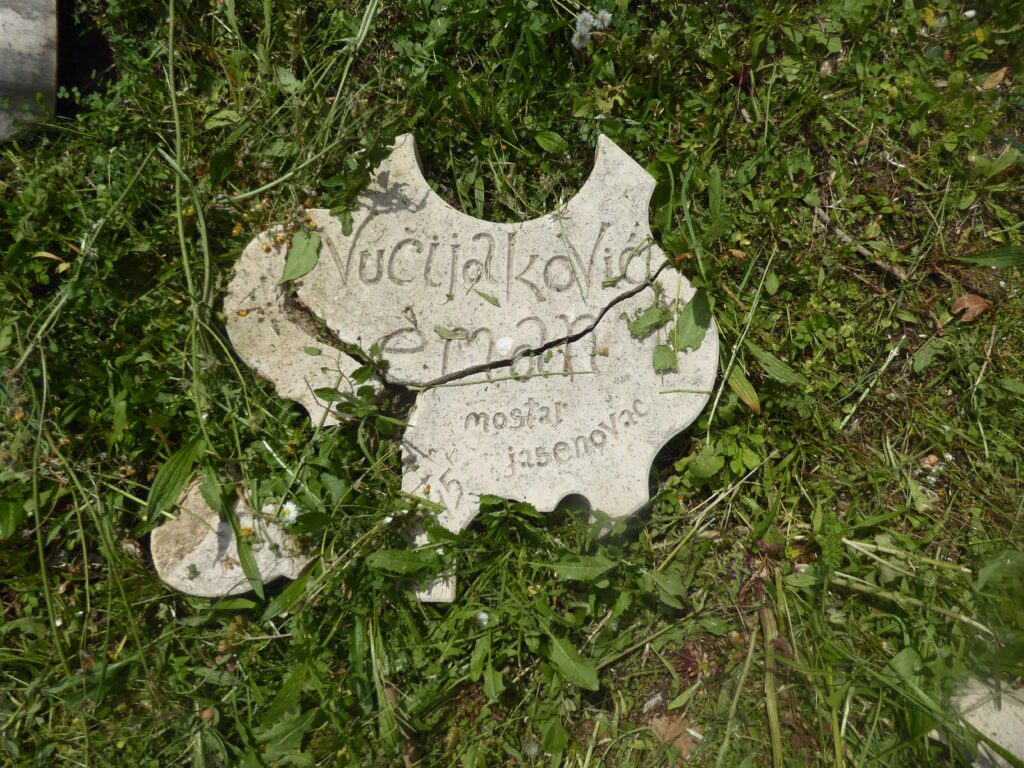 Vučijaković
eman
mostar
jasenovac